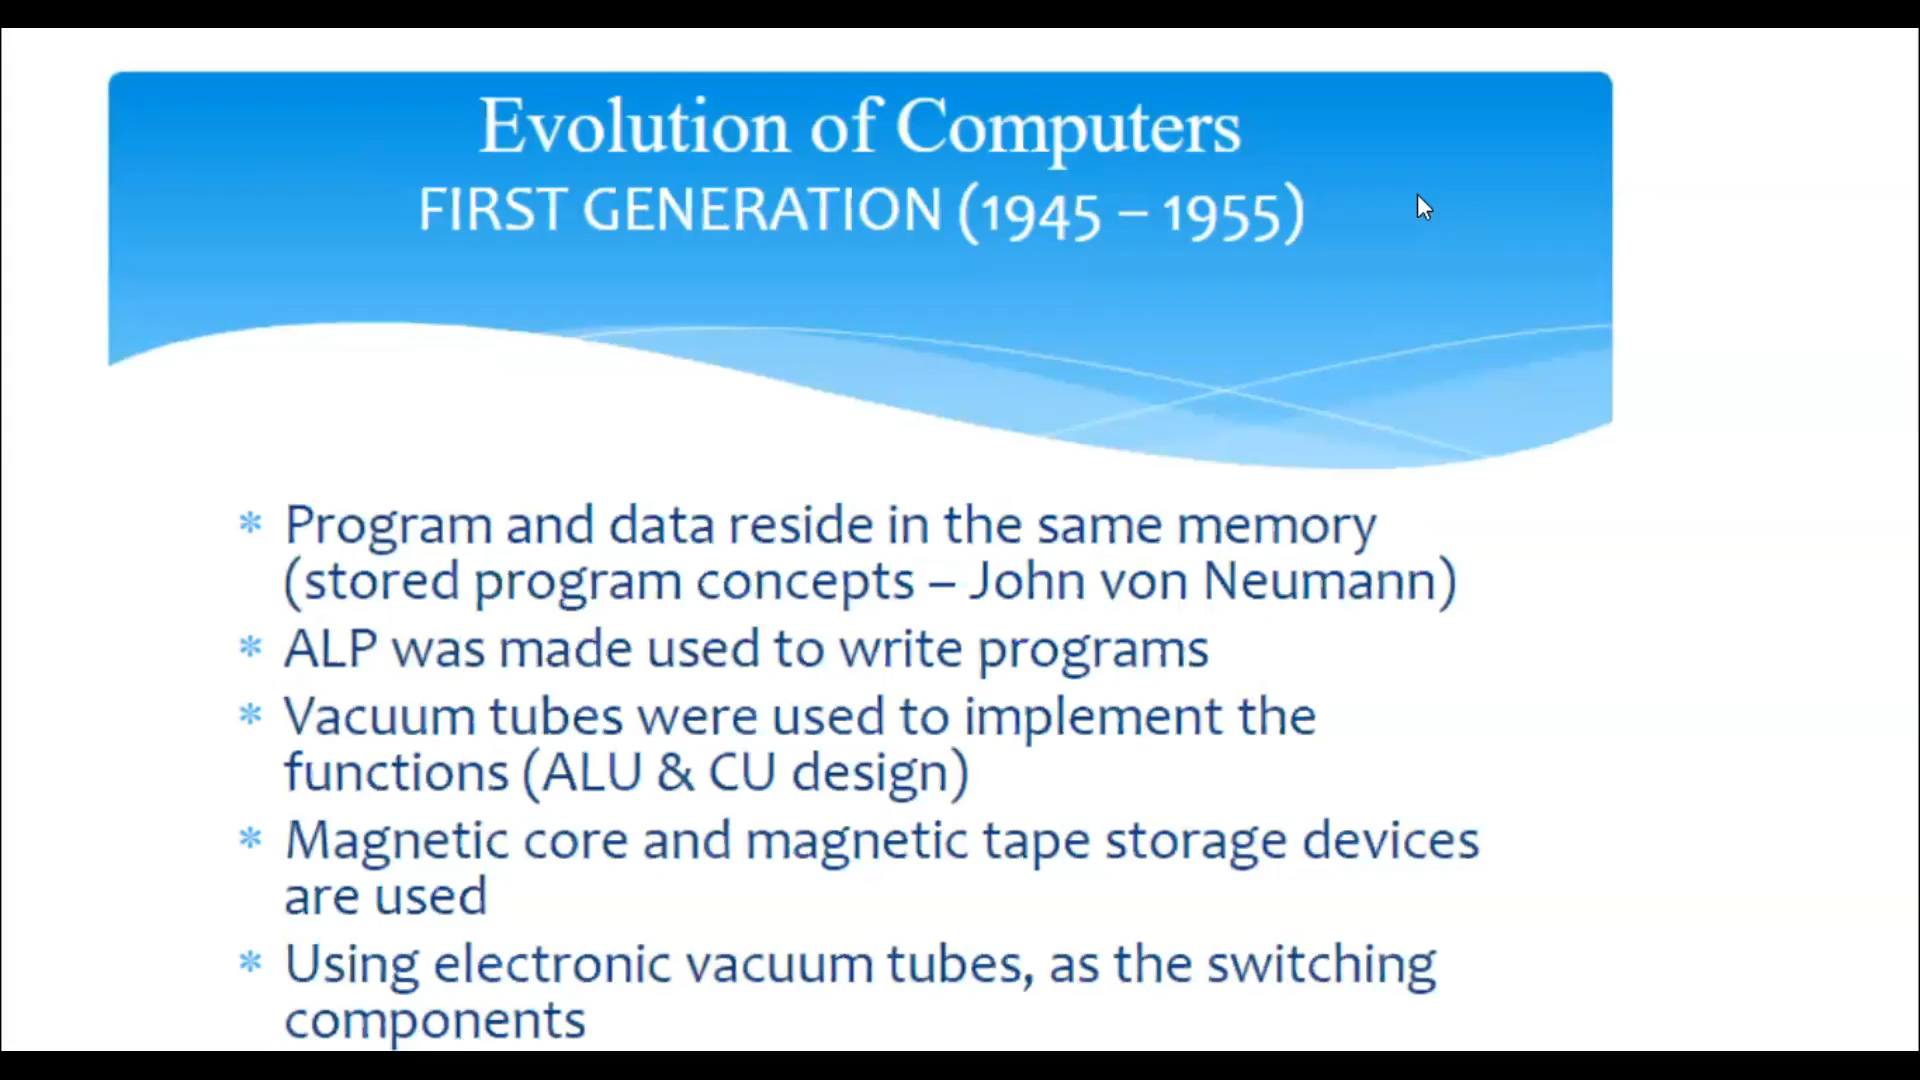 Evolution of Computers
FIRST GENERATION (1945 – 1955)
* Program and data reside in the same memory
(stored program concepts – John von Neumann)
* ALP was made used to write programs
* Vacuum tubes were used to implement the
functions (ALU & CU design)
* Magnetic core and magnetic tape storage devices
are used
* Using electronic vacuum tubes, as the switching
components